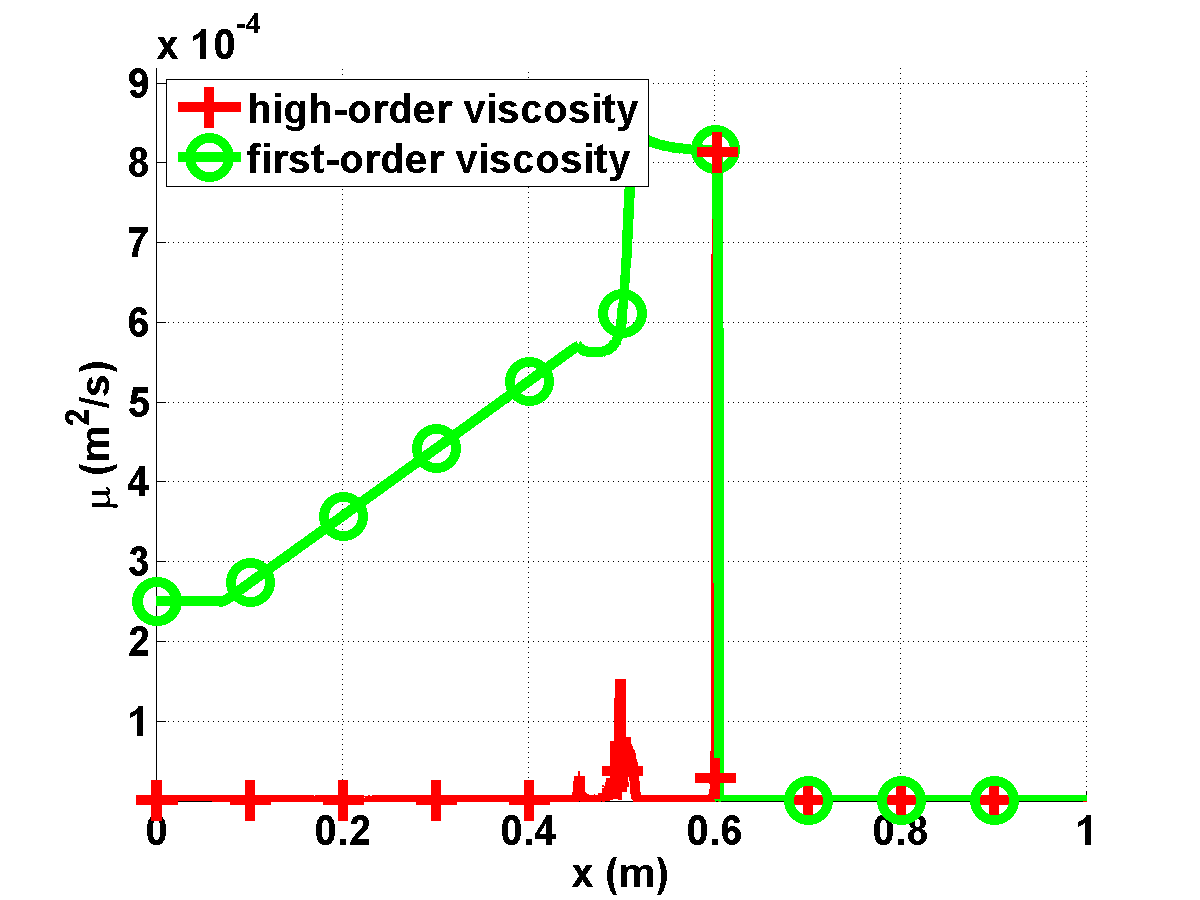 x 10-4
9
8
7
6
5
4
3
2
1
high-order viscosity
first-order viscosity
μ (m2/s)
0 0.2 0.4 0.6 0.8 1
x (m)